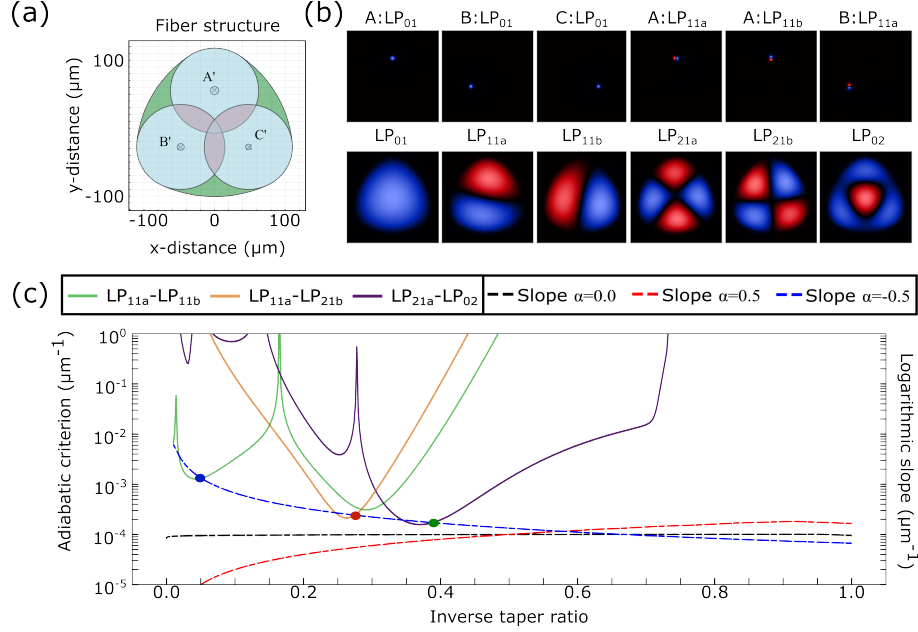 (a)
Fiber structure
100
-100
y-distance (μm)
A'
B'
C'
-100
0
100
x-distance (μm)
(b)
A:LP01 B:LP01 C:LP01 A:LP11a A:LP11b B:LP11a
LP01 LP11a LP11b LP21a LP21b LP02
(c)
LP11a-LP11b LP11a-LP21b LP21a-LP02 Slope α=0.0 Slope α=0.5 Slope α=-0.5
Adiabatic criterion (μm-1)
10 0
10-1
10-2
10-3
10-4
10-5
Logarithmic slope (μm-1)
0.0 0.2 0.4 0.6 0.8 1.0
Inverse taper ratio